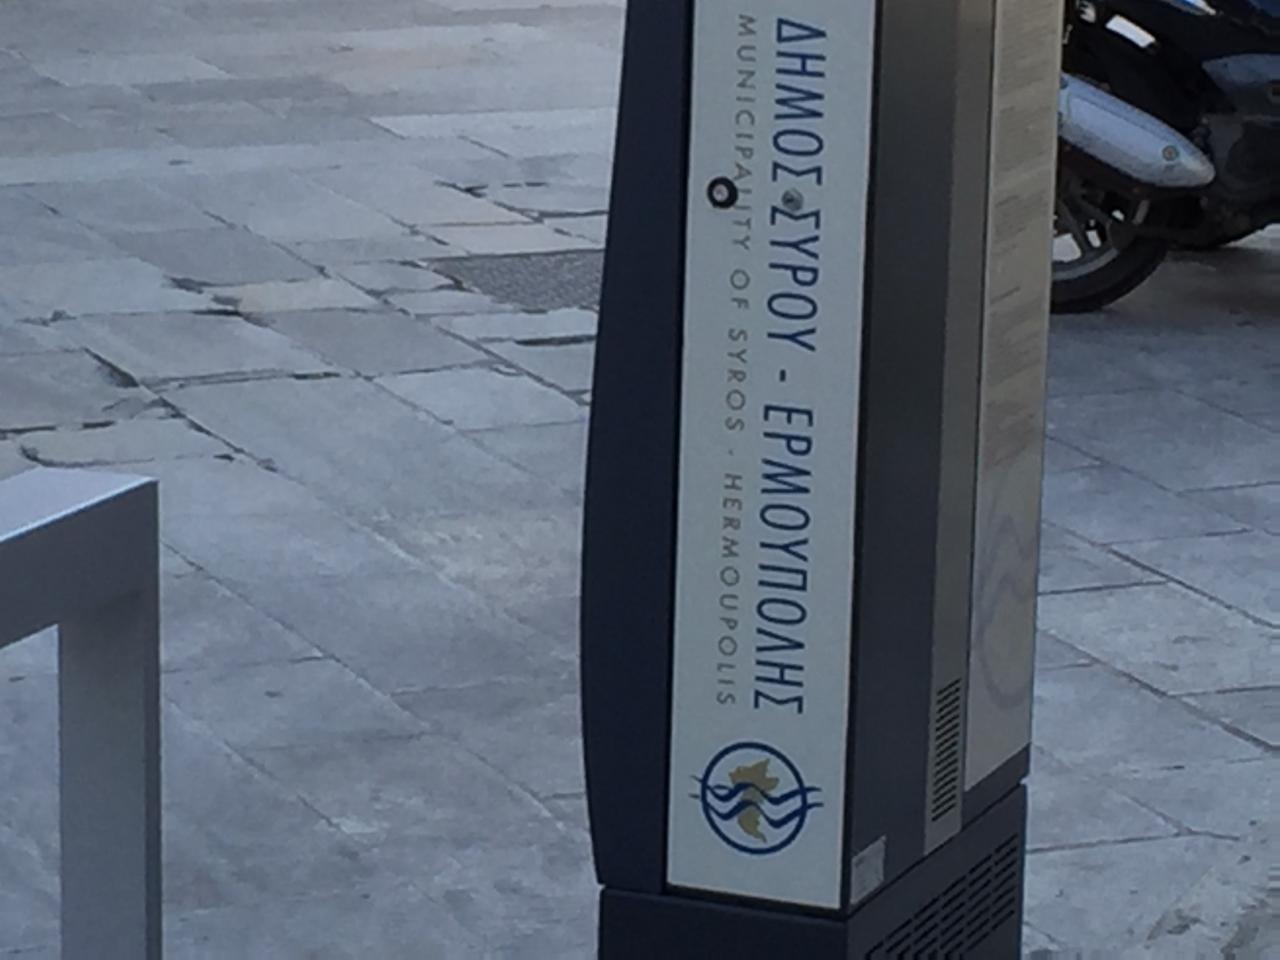 ΔΗΜΟΣ ΣΥΡΟΥ - ΕΡΜΟΥΠΟΛΗΣ
MUNICIPALITY OF SYROS - HERMOUPOLIS